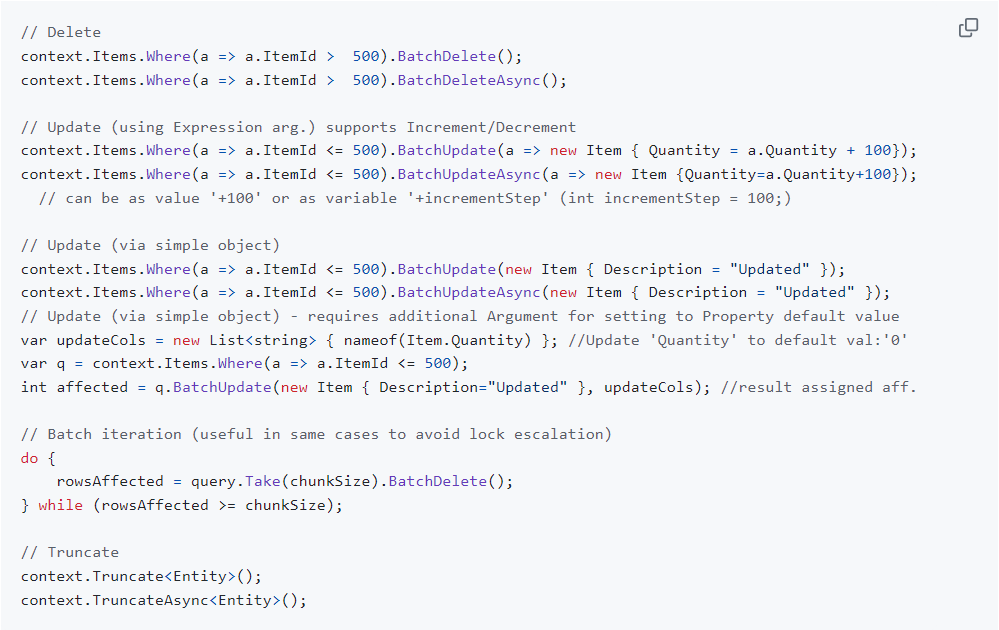 // Delete
context.Items.Where(a => a.ItemId >  500).BatchDelete();
context.Items.Where(a => a.ItemId >  500).BatchDeleteAsync();

// Update (using Expression arg.) supports Increment/Decrement
context.Items.Where(a => a.ItemId <= 500).BatchUpdate(a => new Item { Quantity = a.Quantity + 100});
context.Items.Where(a => a.ItemId <= 500).BatchUpdateAsync(a => new Item {Quantity=a.Quantity+100});
  // can be as value '+100' or as variable '+incrementStep' (int incrementStep = 100;)

// Update (via simple object)
context.Items.Where(a => a.ItemId <= 500).BatchUpdate(new Item { Description = "Updated" });
context.Items.Where(a => a.ItemId <= 500).BatchUpdateAsync(new Item { Description = "Updated" });
// Update (via simple object) - requires additional Argument for setting to Property default value
var updateCols = new List<string> { nameof(Item.Quantity) }; //Update 'Quantity' to default val:'0'
var q = context.Items.Where(a => a.ItemId <= 500);
int affected = q.BatchUpdate(new Item { Description="Updated" }, updateCols); //result assigned aff.

// Batch iteration (useful in same cases to avoid lock escalation)
do {
    rowsAffected = query.Take(chunkSize).BatchDelete();
} while (rowsAffected >= chunkSize);

// Truncate
context.Truncate<Entity>();
context.TruncateAsync<Entity>();